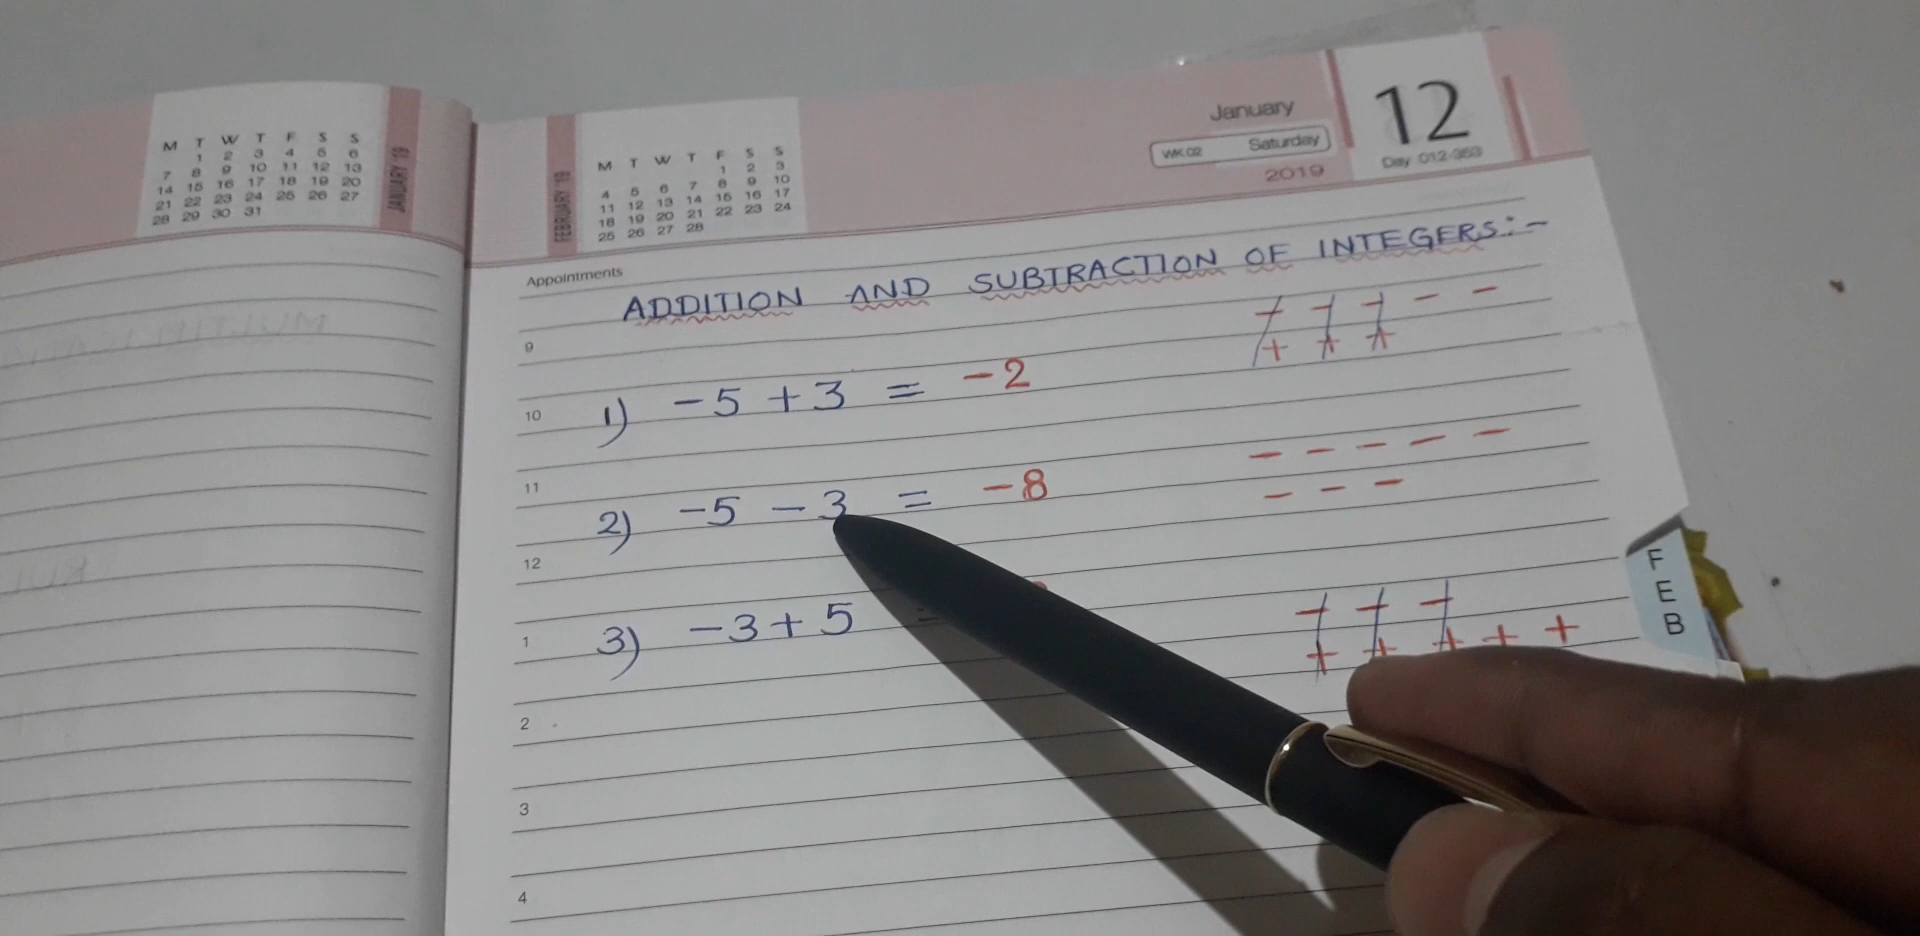 M T W T F S S
1 2 3 4 5 6
7 8 9 10 11 12 13
14 15 16 17 18 19 20
21 22 23 24 25 26 27
28 29 30 31
JANUARY '19
FEBRUARY '19
M T W T F S S
1 2 3
4 5 6 7 8 9 10
11 12 13 14 15 16 17
18 19 20 21 22 23 24
25 26 27 28
January
WK 02 Saturday
2019
12
Day 012-353
Appointments
ADDITION AND SUBTRACTION OF INTEGERS:-
9
- - - - -
+ + +
10 1) -5 + 3 = -2
11
- - - - -
- - -
2) -5 - 3 = -8
12
- - -
+ + + + +
1 3) -3 + 5 =
2
3
4
F
E
B